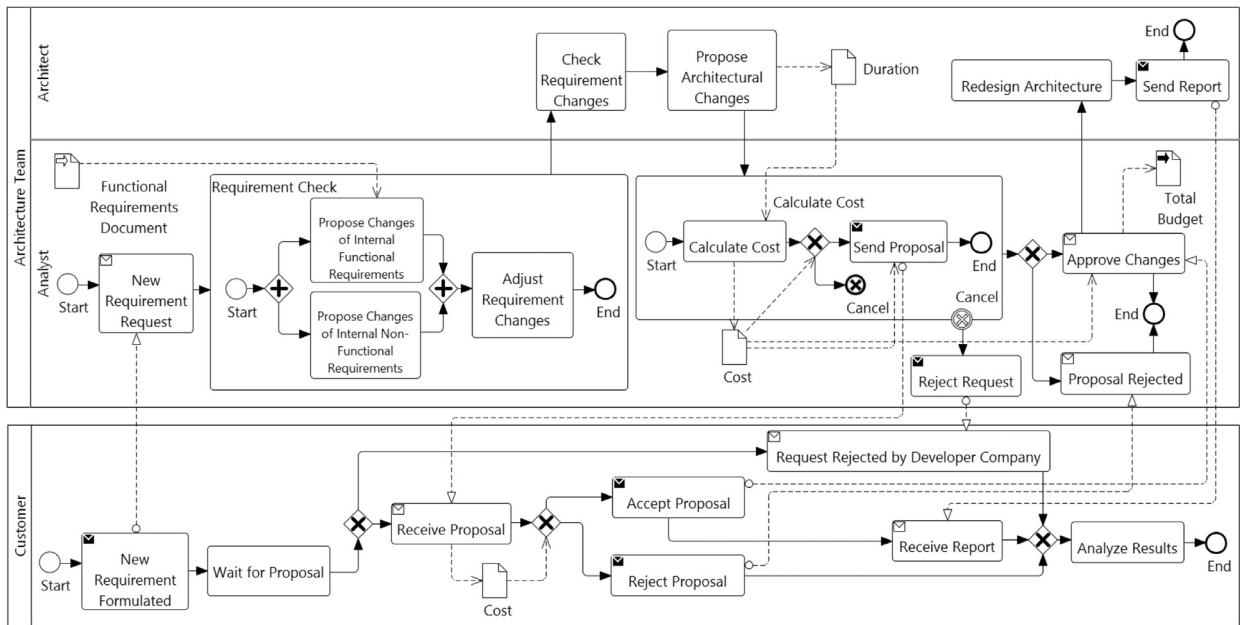 Architecture Team
Architect
Check
Requirement
Changes
Propose
Architectural
Changes
Duration
Redesign Architecture
End
Send Report
Analyst
Functional
Requirements
Document
Start
New
Requirement
Request
Requirement Check
Start
Propose Changes
of Internal
Functional
Requirements
Propose Changes
of Internal Non-
Functional
Requirements
Adjust
Requirement
Changes
End
Calculate Cost
Start
Calculate Cost
Send Proposal
End
Cancel
Cancel
Cost
Reject Request
Total
Budget
Approve Changes
End
Proposal Rejected
Customer
Start
New
Requirement
Formulated
Wait for Proposal
Request Rejected by Developer Company
Receive Proposal
Cost
Accept Proposal
Reject Proposal
Receive Report
Analyze Results
End